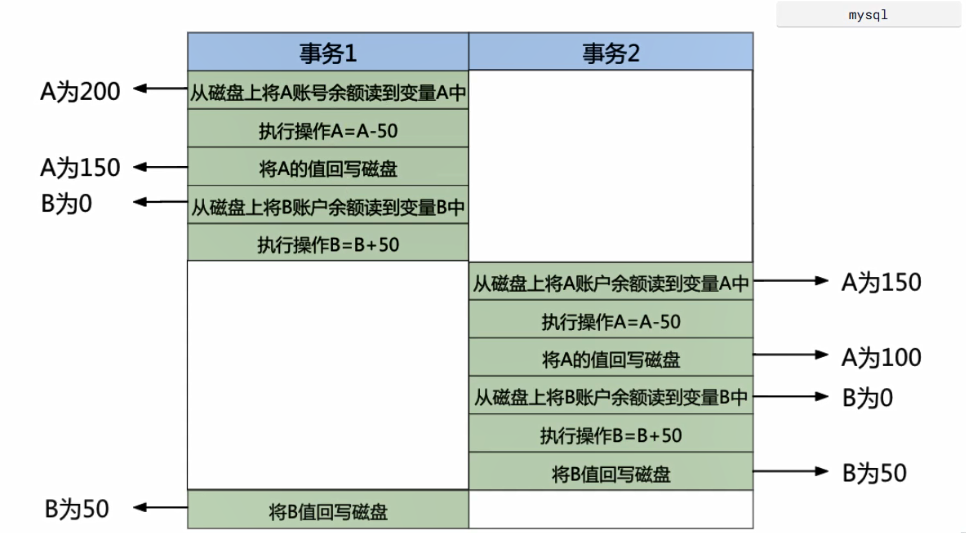 mysql
事务1
事务2
A为200
从磁盘上将A账号余额读到变量A中
执行操作A=A-50
A为150
将A的值回写磁盘
B为0
从磁盘上将B账户余额读到变量B中
执行操作B=B+50
从磁盘上将A账户余额读到变量A中
A为150
执行操作A=A-50
将A的值回写磁盘
A为100
从磁盘上将B账户余额读到变量B中
B为0
执行操作B=B+50
将B值回写磁盘
B为50
B为50
将B值回写磁盘